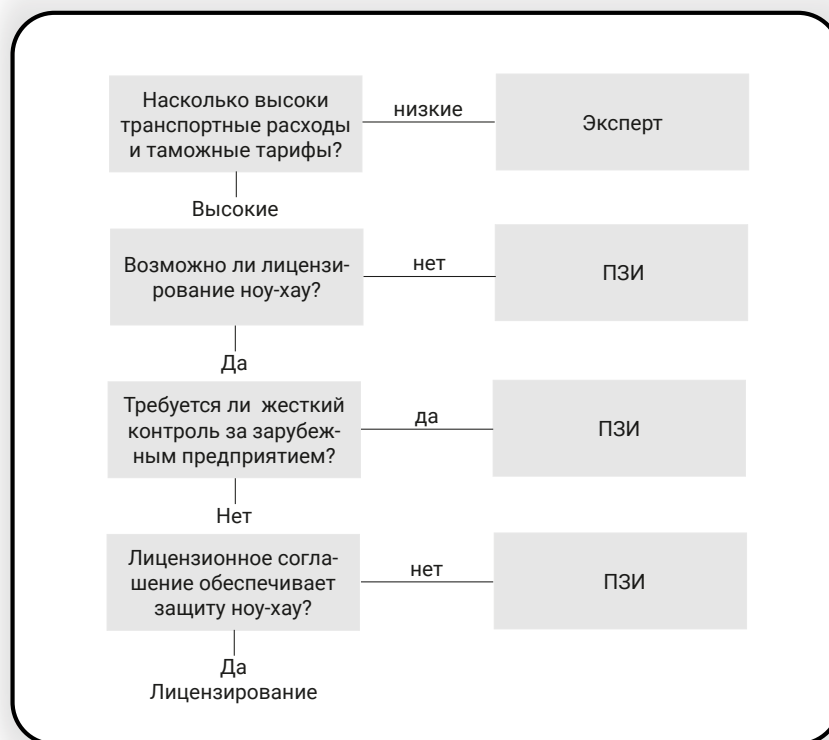 Насколько высоки
транспортные расходы
и таможные тарифы?
низкие
Эксперт
Высокие
Возможно ли лицензи-
рование ноу-хау?
нет
ПЗИ
Да
Требуется ли жесткий
контроль за зарубеж-
ным предприятием?
да
ПЗИ
Нет
Лицензионное согла-
шение обеспечивает
защиту ноу-хау?
нет
ПЗИ
Да
Лицензирование